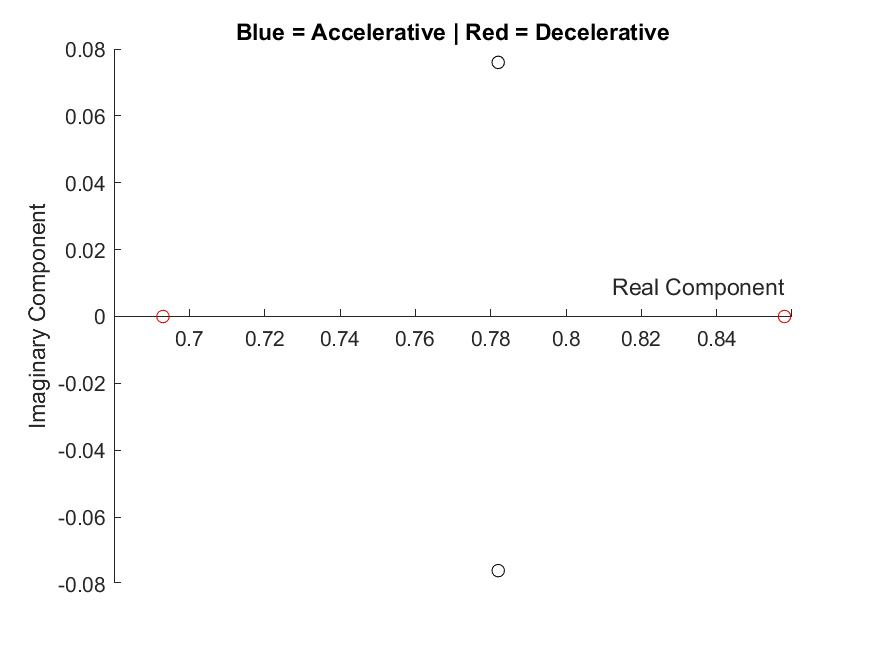 Blue = Accelerative | Red = Decelerative
0.08
0.06
0.04
0.02
0
-0.02
-0.04
-0.06
-0.08
Imaginary Component
Real Component
0.7 0.72 0.74 0.76 0.78 0.8 0.82 0.84